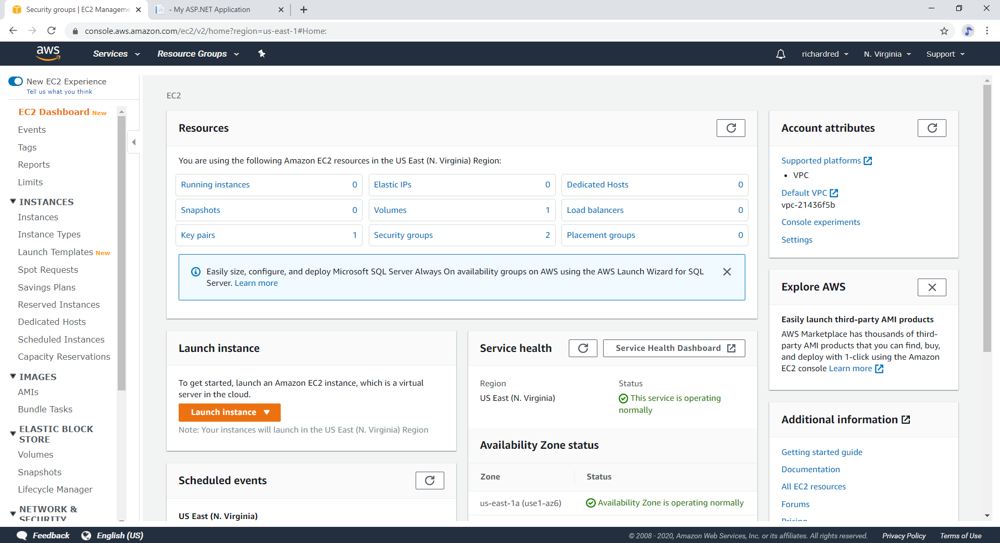 Security groups | EC2 Manageme
- My ASP.NET Application
console.aws.amazon.com/ec2/v2/home?region=us-east-1#Home:
aws
Services
Resource Groups
richardred
N. Virginia
Support
New EC2 Experience
Tell us what you think
EC2 Dashboard New
Events
Tags
Reports
Limits
INSTANCES
Instances
Instance Types
Launch Templates New
Spot Requests
Savings Plans
Reserved Instances
Dedicated Hosts
Scheduled Instances
Capacity Reservations
IMAGES
AMIs
Bundle Tasks
ELASTIC BLOCK
STORE
Volumes
Snapshots
Lifecycle Manager
NETWORK &
SECURITY
EC2
Resources
You are using the following Amazon EC2 resources in the US East (N. Virginia) Region:
Running instances 0
Elastic IPs 0
Dedicated Hosts 0
Snapshots 0
Volumes 1
Load balancers 0
Key pairs 1
Security groups 2
Placement groups 0
Easily size, configure, and deploy Microsoft SQL Server Always On availability groups on AWS using the AWS Launch Wizard for SQL
Server. Learn more
Launch instance
To get started, launch an Amazon EC2 instance, which is a virtual
server in the cloud.
Launch instance
Note: Your instances will launch in the US East (N. Virginia) Region
Scheduled events
US East (N. Virginia)
Service health
Service Health Dashboard
Region
US East (N. Virginia)
Status
This service is operating
normally
Availability Zone status
Zone
Status
us-east-1a (use1-az6)
Availability Zone is operating normally
Account attributes
Supported platforms
• VPC
Default VPC
vpc-21436f5b
Console experiments
Settings
Explore AWS
Easily launch third-party AMI products
AWS Marketplace has thousands of third-
party AMI products that you can find, buy,
and deploy with 1-click using the Amazon
EC2 console Learn more
Additional information
Getting started guide
Documentation
All EC2 resources
Forums
Pricing
Feedback
English (US)
© 2008 - 2020, Amazon Web Services, Inc. or its affiliates. All rights reserved.
Privacy Policy
Terms of Use